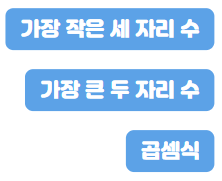 가장 작은 세 자리 수
가장 큰 두 자리 수
곱셈식